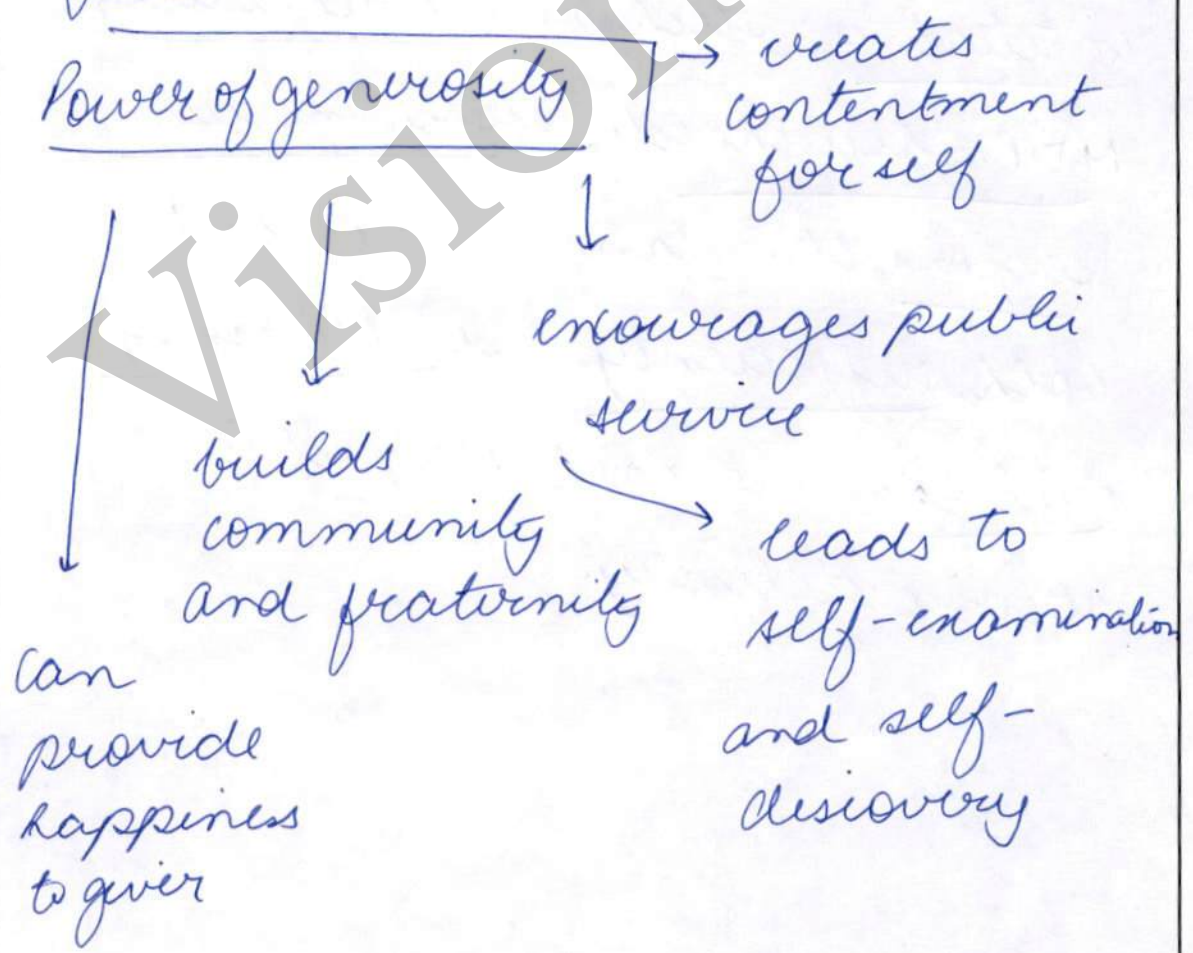 Power of generosity
→ creates
contentment
for self
encourages public
service
builds
community
and fraternity
leads to
self-examination
and self-
discovery
can
provide
happiness
to giver
Vision